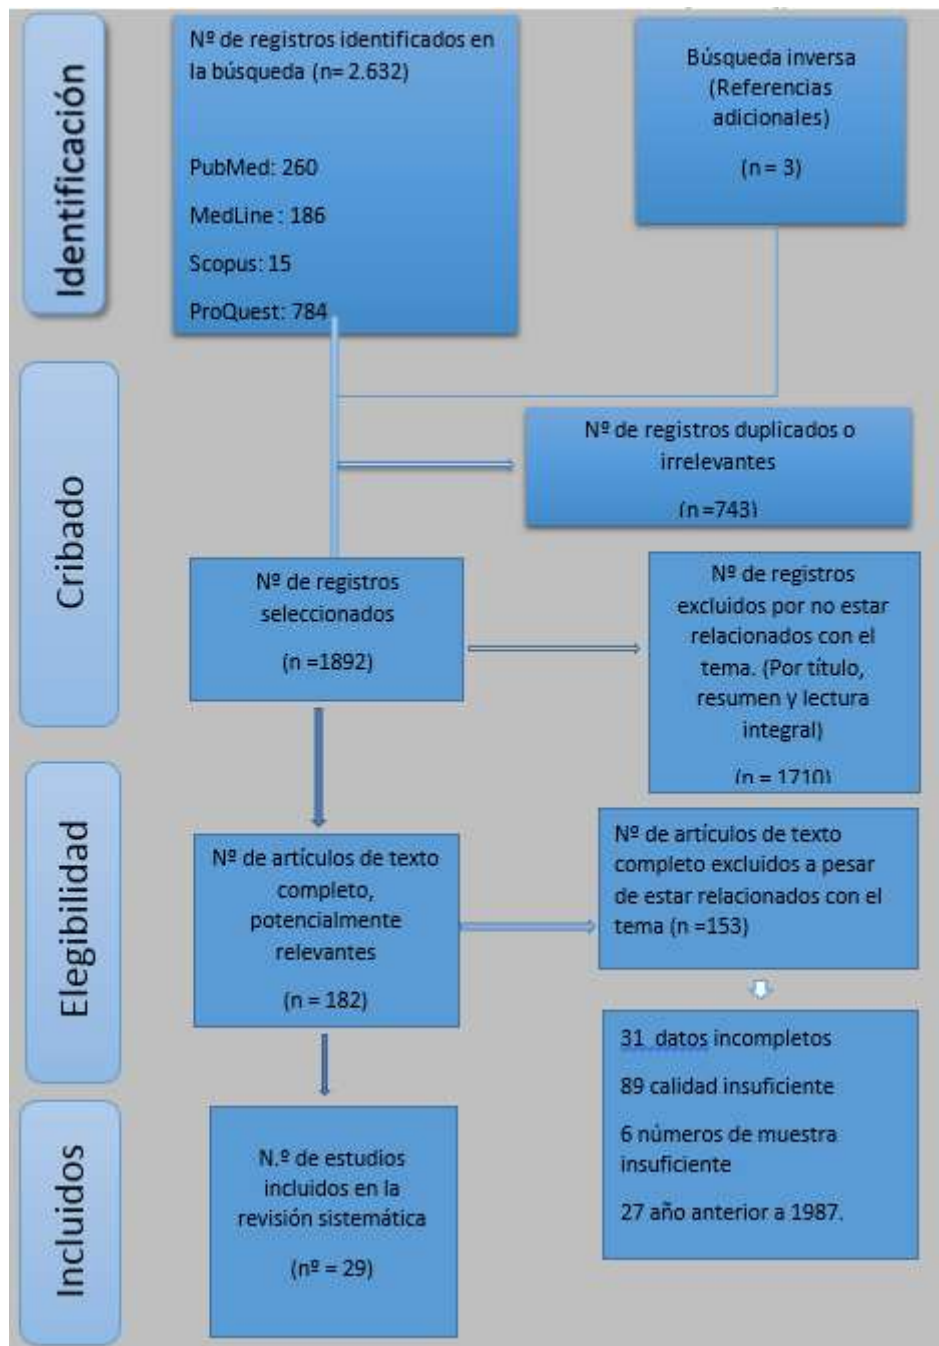 Identificación
Nº de registros identificados en
la búsqueda (n= 2.632)
PubMed: 260
MedLine : 186
Scopus: 15
ProQuest: 784
Búsqueda inversa
(Referencias
adicionales)
(n = 3)
Cribado
Nº de registros duplicados o
irrelevantes
(n =743)
Nº de registros
seleccionados
(n =1892)
Nº de registros
excluidos por no estar
relacionados con el
tema. (Por título,
resumen y lectura
integral)
(n = 1710)
Elegibilidad
Nº de artículos de texto
completo,
potencialmente
relevantes
(n = 182)
Nº de artículos de texto
completo excluidos a pesar
de estar relacionados con el
tema (n =153)
31 datos incompletos
89 calidad insuficiente
6 números de muestra
insuficiente
27 año anterior a 1987.
Incluidos
N.º de estudios
incluidos en la
revisión sistemática
(nº = 29)